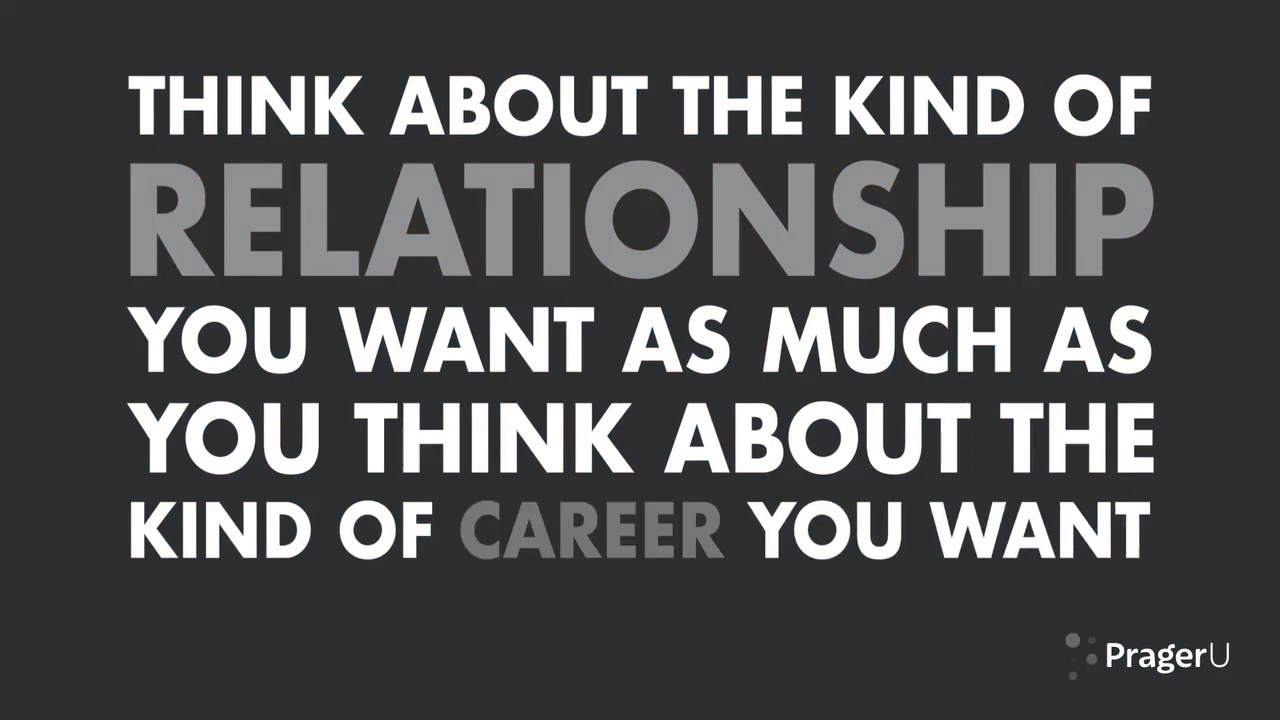 THINK ABOUT THE KIND OF
RELATIONSHIP
YOU WANT AS MUCH AS
YOU THINK ABOUT THE
KIND OF CAREER YOU WANT
PragerU